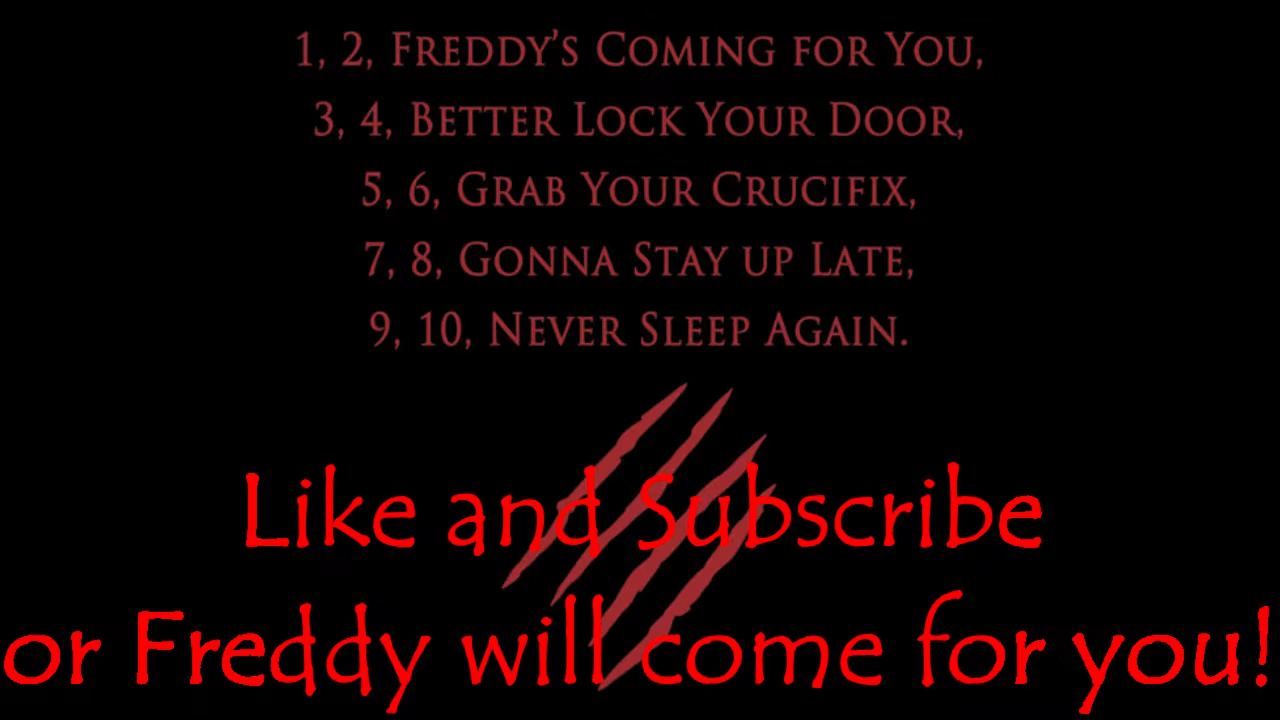 1, 2, Freddy's Coming for You,
3, 4, Better Lock Your Door,
5, 6, Grab Your Crucifix,
7, 8, Gonna Stay up Late,
9, 10, Never Sleep Again.
Like and Subscribe
or Freddy will come for you!